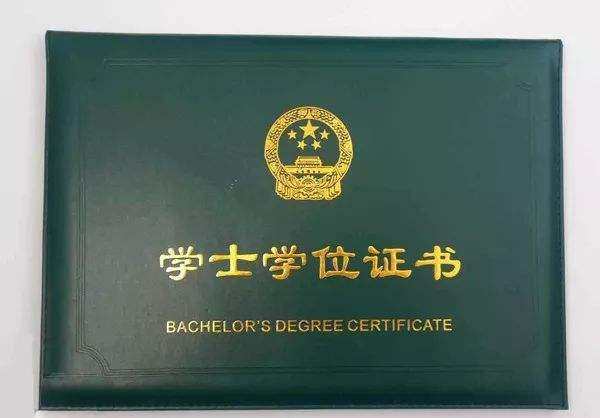 学士学位证书
BACHELOR'S DEGREE CERTIFICATE